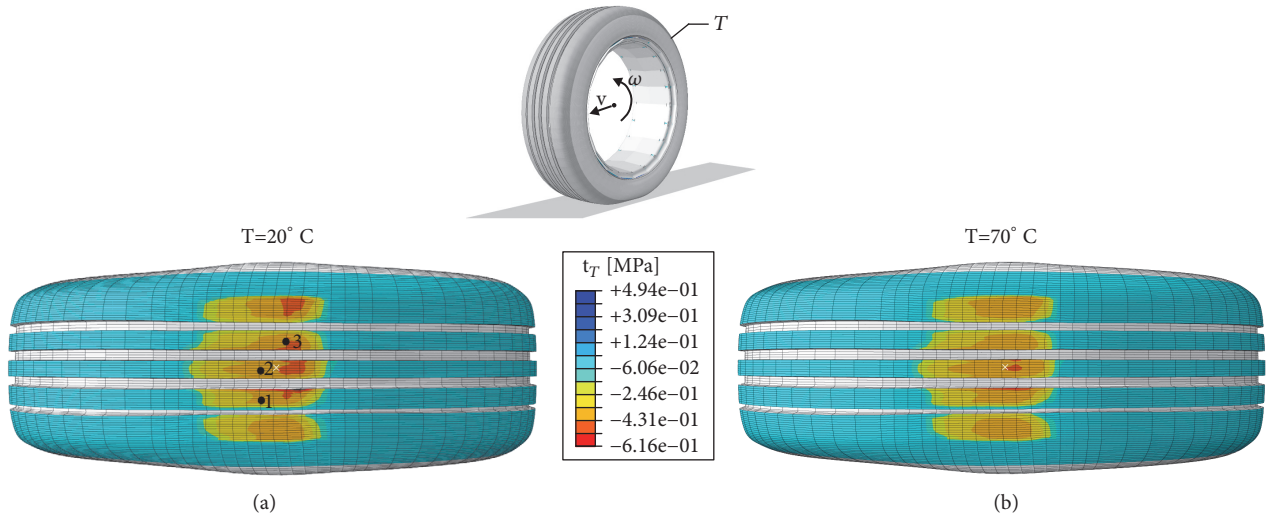 T
ω
v
T=20° C
T=70° C
t_T [MPa]
+4.94e−01
+3.09e−01
+1.24e−01
−6.06e−02
−2.46e−01
−4.31e−01
−6.16e−01
3
2
1
(a)
(b)